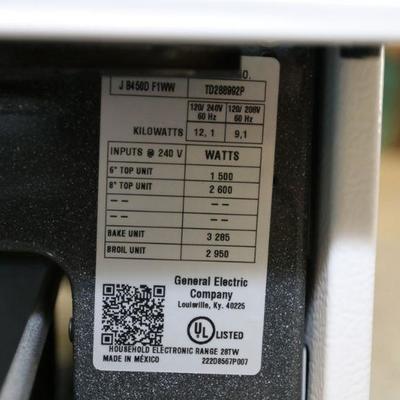 O.
J B450D F1WW TD288992P
120/ 240V 120/ 208V
60 Hz 60 Hz
KILOWATTS 12,1 9,1
INPUTS @ 240 V WATTS
6" TOP UNIT 1 500
8" TOP UNIT 2 600
-- --
-- --
BAKE UNIT 3 285
BROIL UNIT 2 950
General Electric
Company
Louisville, Ky. 40225
UL LISTED
HOUSEHOLD ELECTRONIC RANGE 28TW
MADE IN MÉXICO 222D8567P007